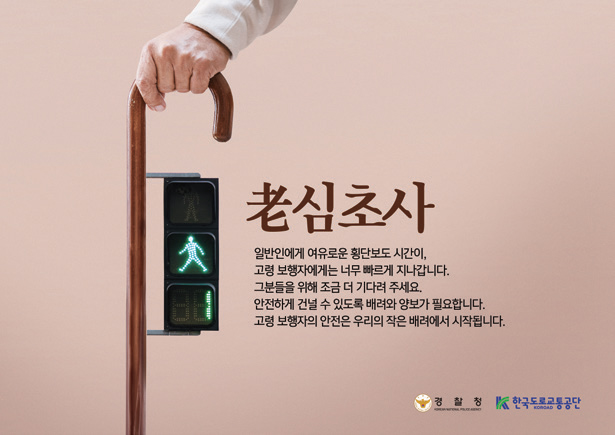 老심초사
일반인에게 여유로운 횡단보도 시간이,
고령 보행자에게는 너무 빠르게 지나갑니다.
그분들을 위해 조금 더 기다려 주세요.
안전하게 건널 수 있도록 배려와 양보가 필요합니다.
고령 보행자의 안전은 우리의 작은 배려에서 시작됩니다.
경찰청
KOREAN NATIONAL POLICE AGENCY
한국도로교통공단
KOROAD